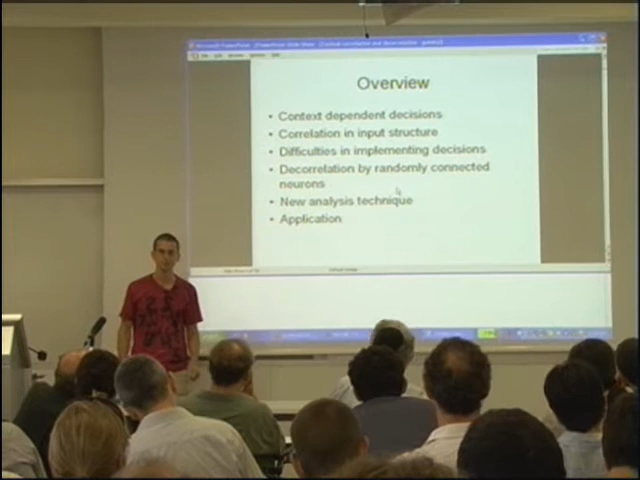 Overview
• Context dependent decisions
• Correlation in input structure
• Difficulties in implementing decisions
• Decorrelation by randomly connected
neurons
• New analysis technique
• Application